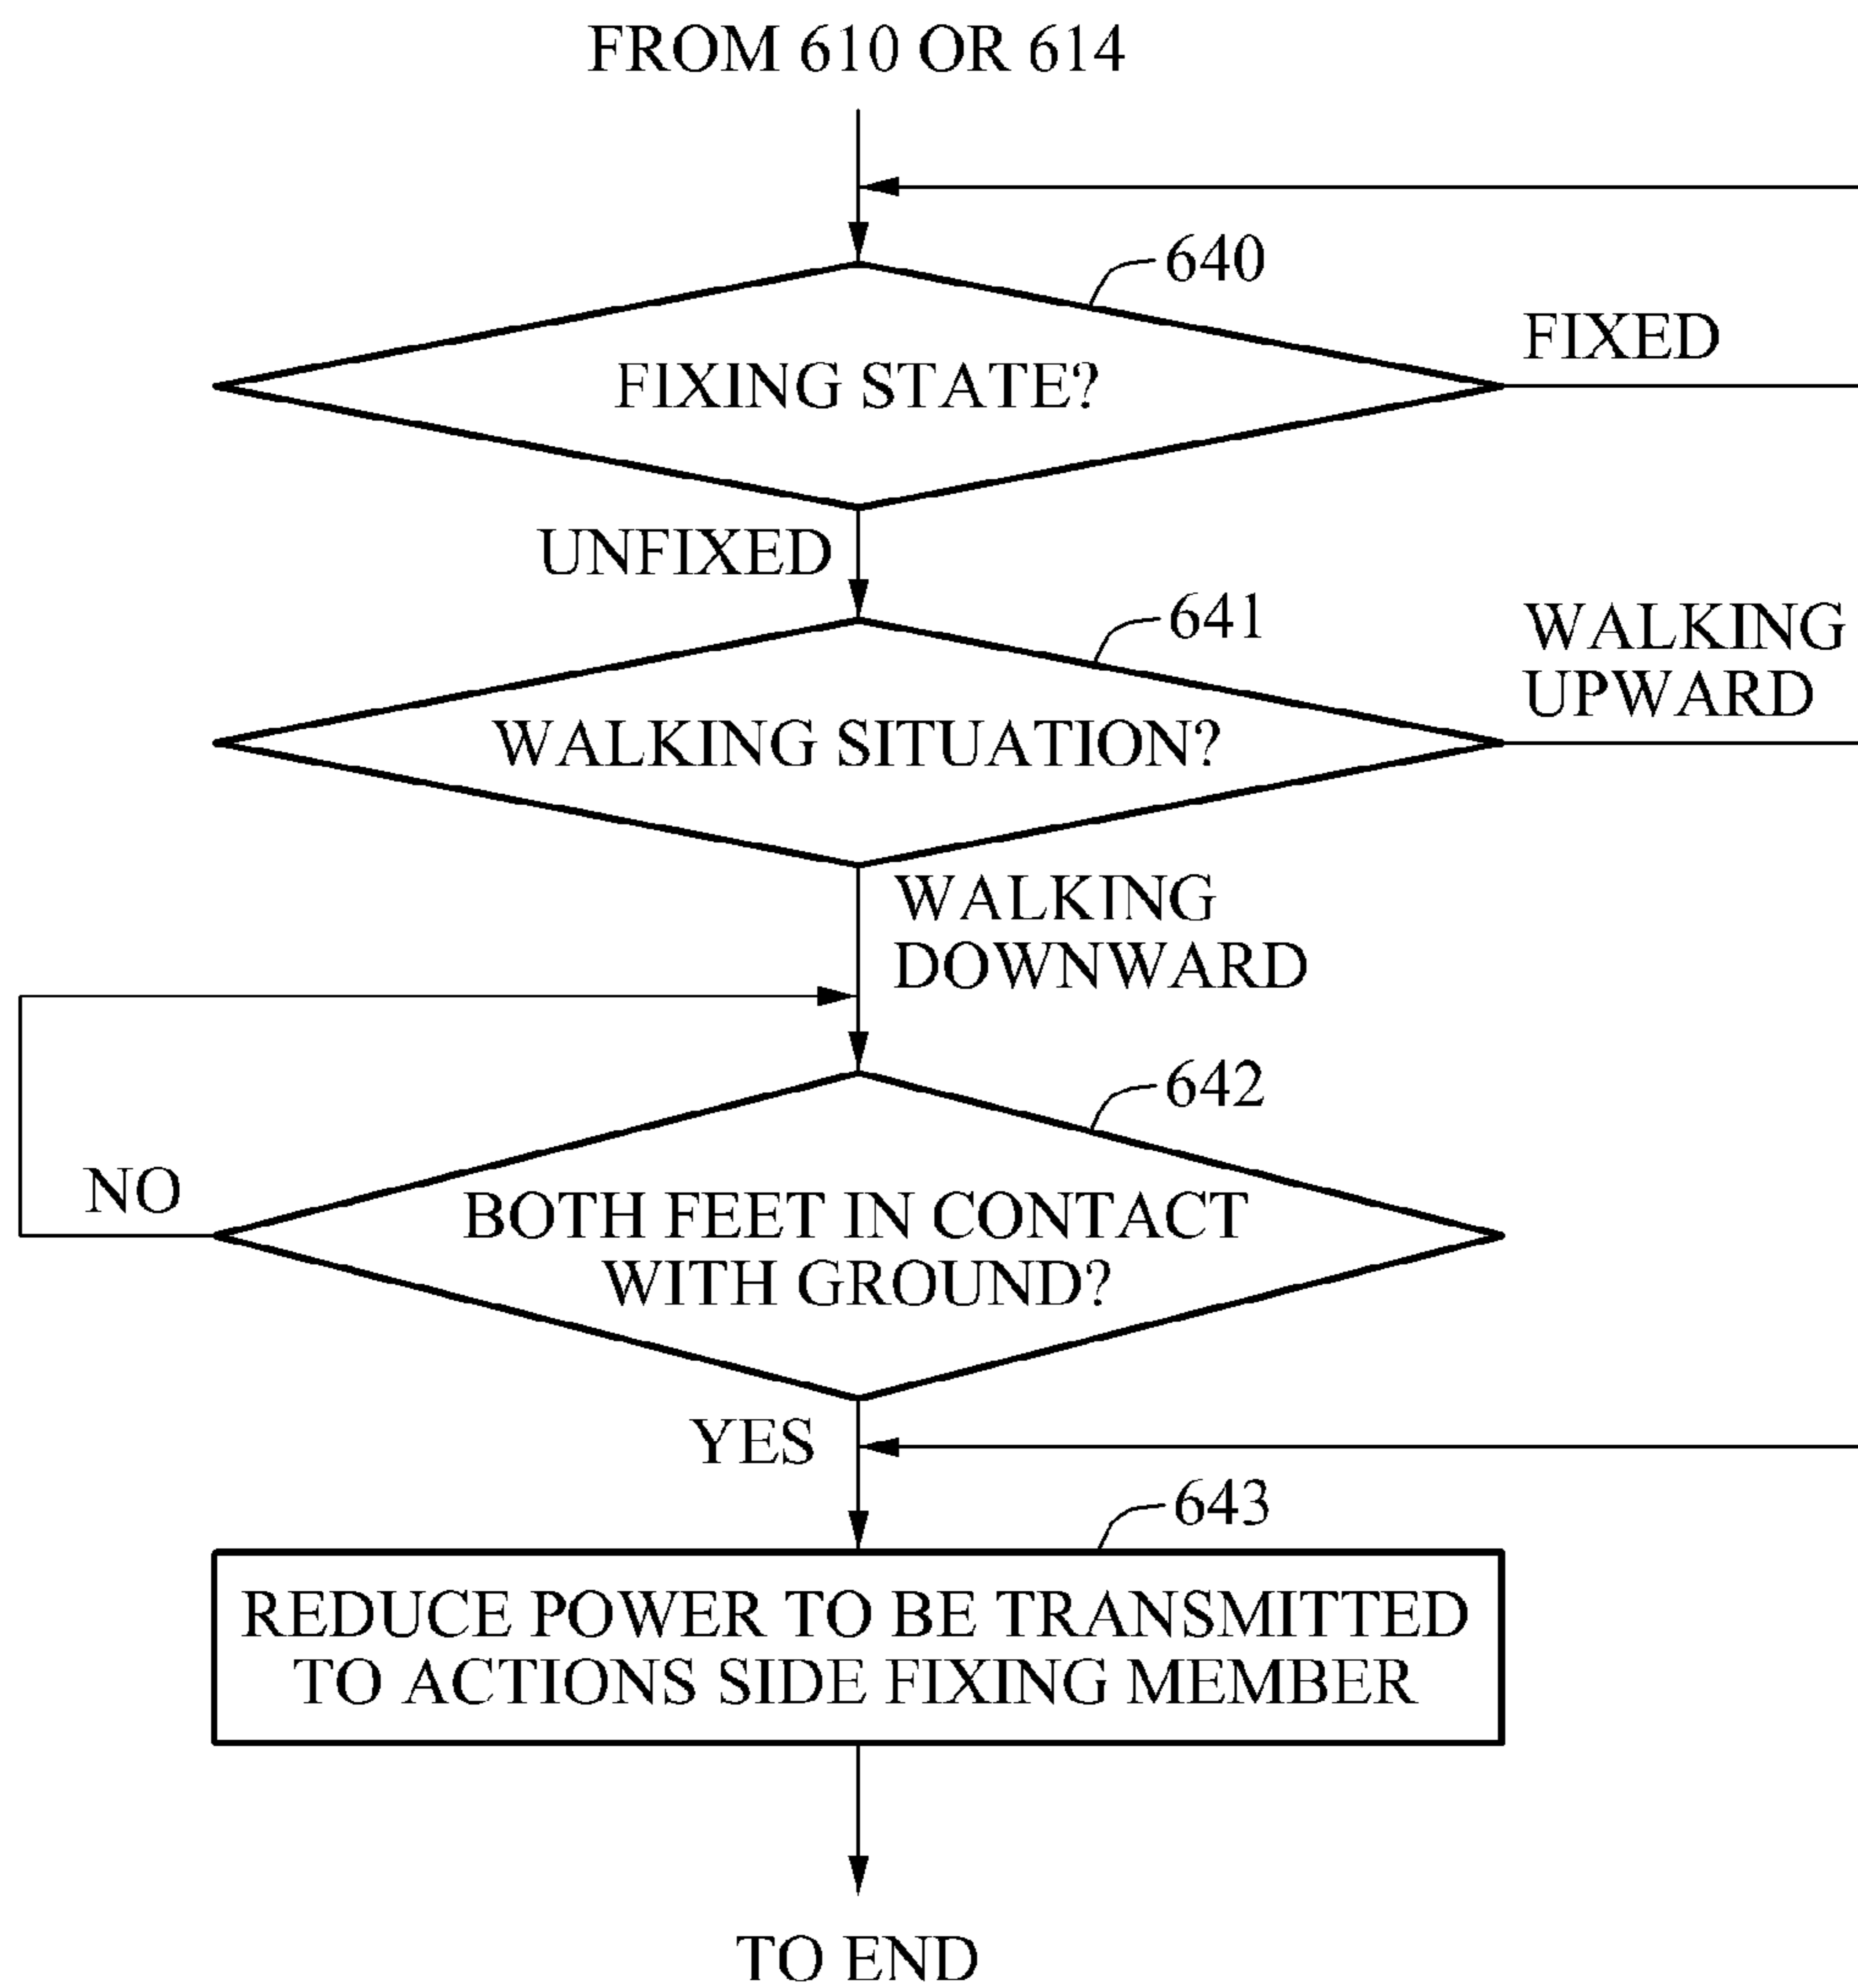 FROM 610 OR 614
640
FIXING STATE?
FIXED
UNFIXED
641
WALKING SITUATION?
WALKING
UPWARD
WALKING
DOWNWARD
642
BOTH FEET IN CONTACT
WITH GROUND?
NO
YES
643
REDUCE POWER TO BE TRANSMITTED
TO ACTIONS SIDE FIXING MEMBER
TO END